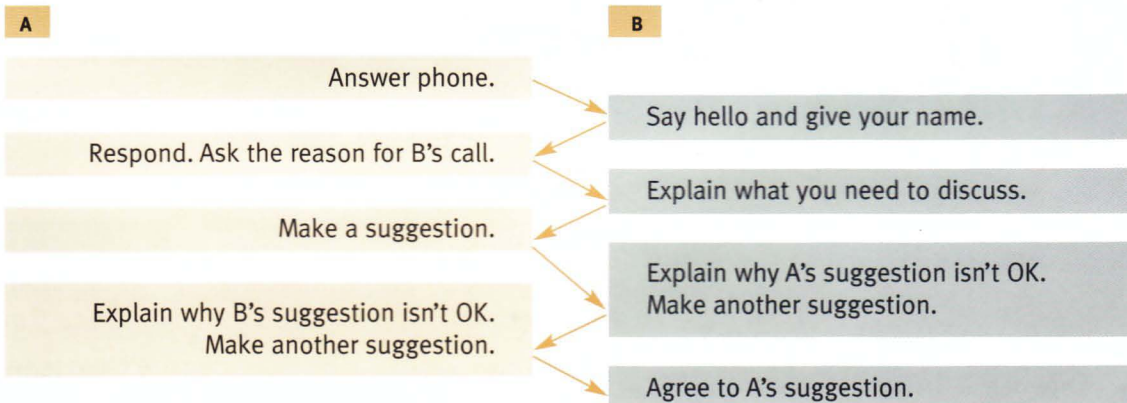 A
B
Answer phone.
Say hello and give your name.
Respond. Ask the reason for B's call.
Explain what you need to discuss.
Make a suggestion.
Explain why A's suggestion isn't OK.
Make another suggestion.
Explain why B's suggestion isn't OK.
Make another suggestion.
Agree to A's suggestion.